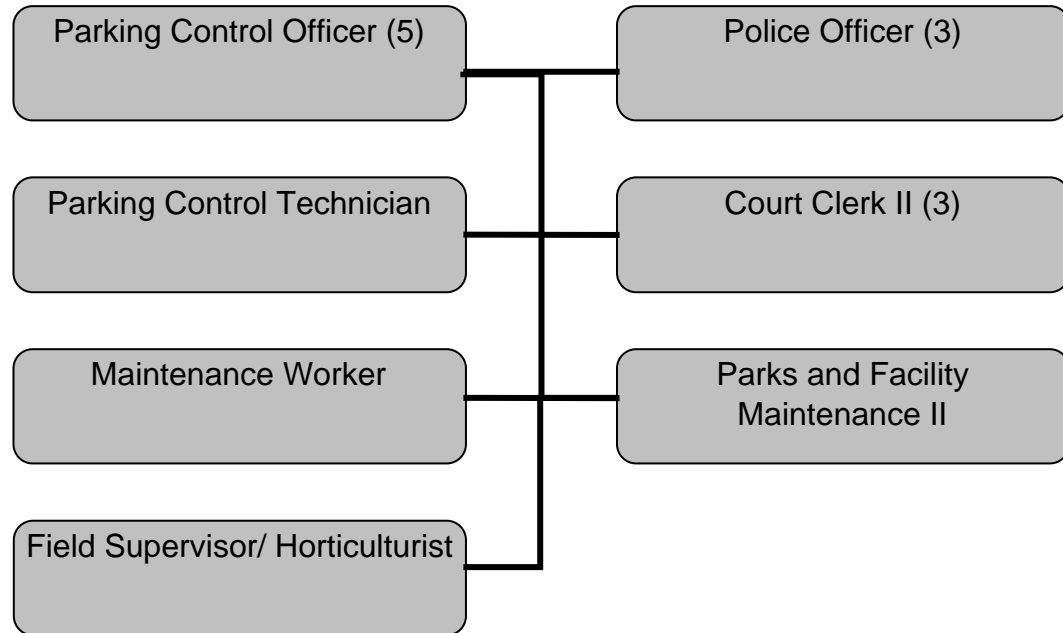 Parking Control Officer (5)
Police Officer (3)
Parking Control Technician
Court Clerk II (3)
Maintenance Worker
Parks and Facility
Maintenance II
Field Supervisor/ Horticulturist